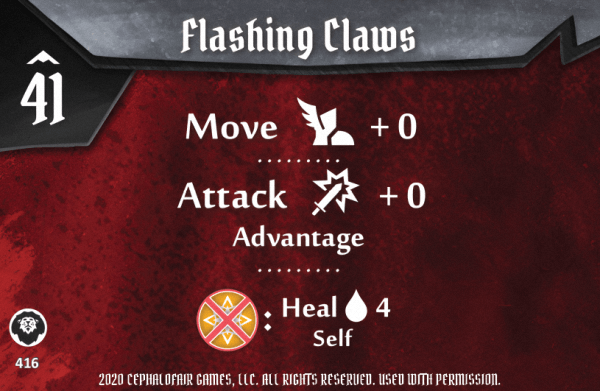 Flashing Claws
41
Move + 0
Attack + 0
Advantage
: Heal 4
Self
416
2020 CEPHALOFAIR GAMES, LLC. ALL RIGHTS RESERVED. USED WITH PERMISSION.